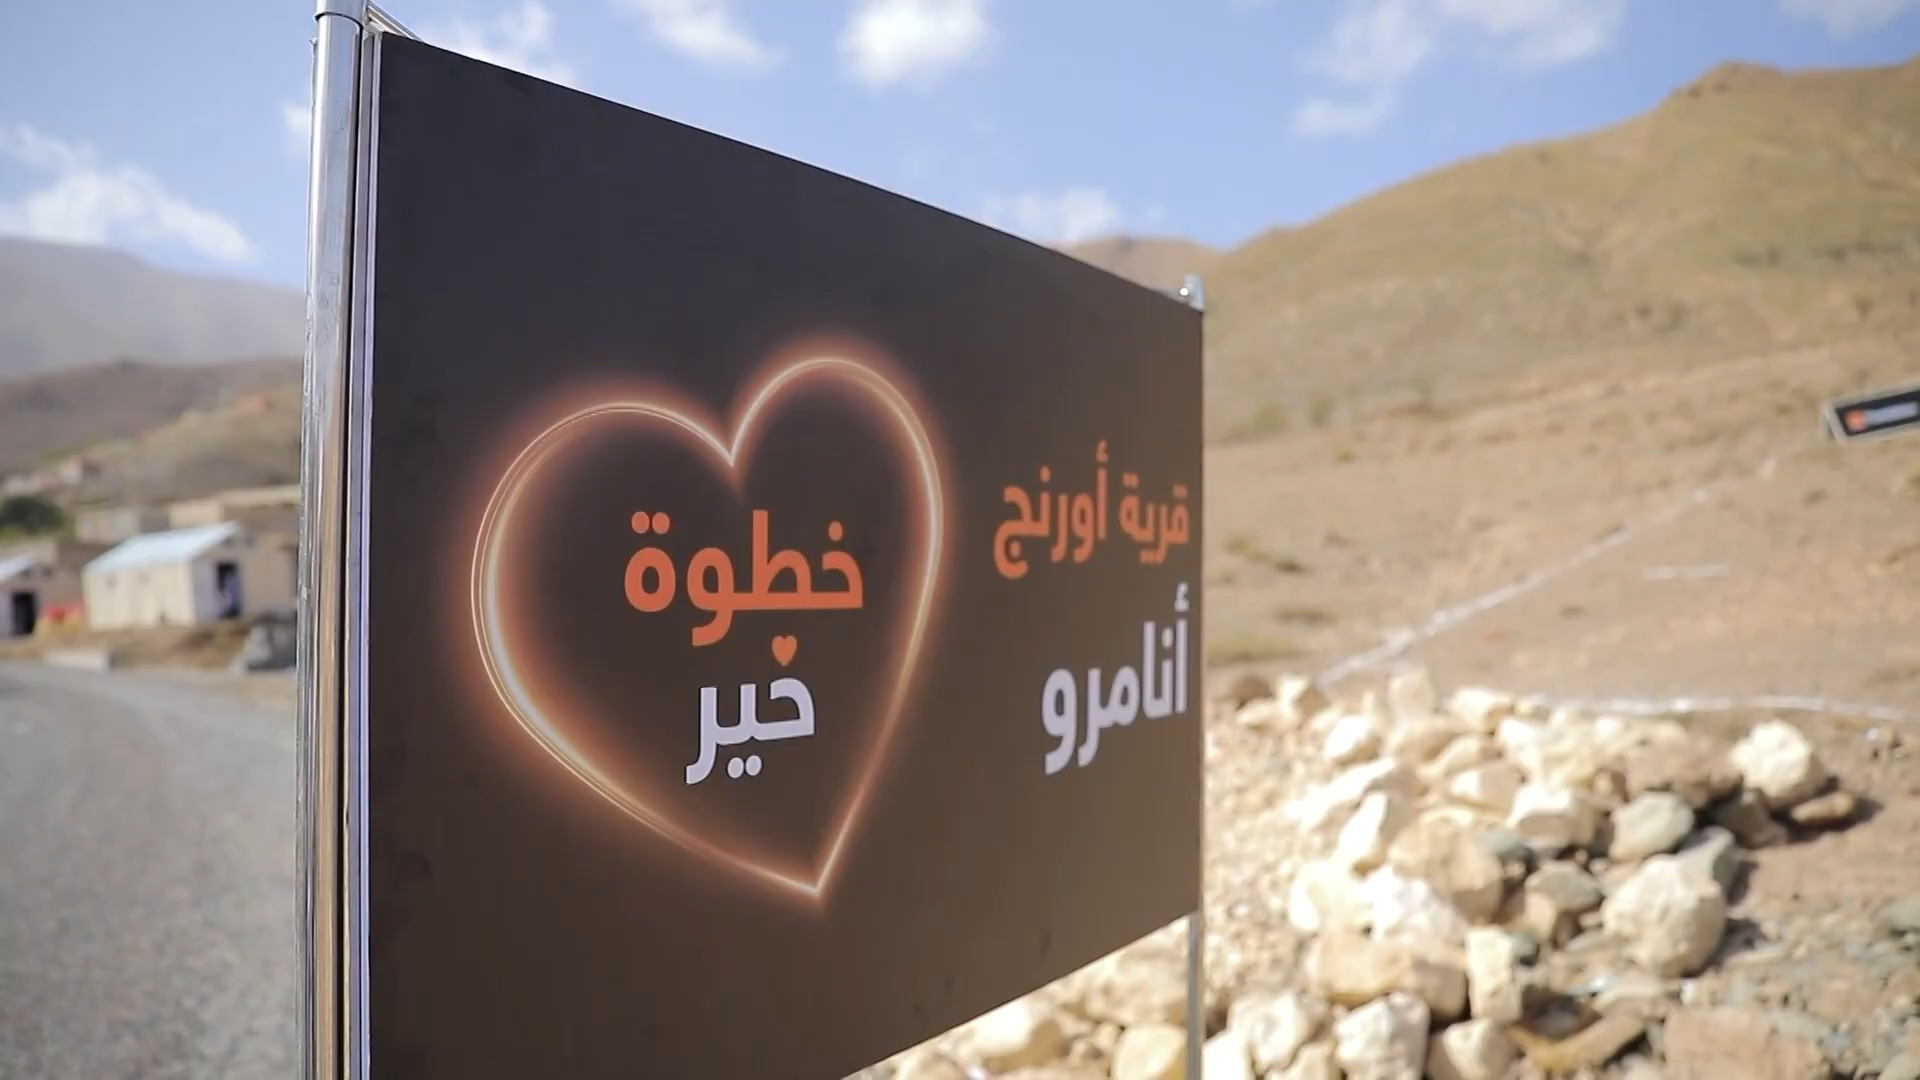 قرية أورنج
أنامرو
خطوة
خير